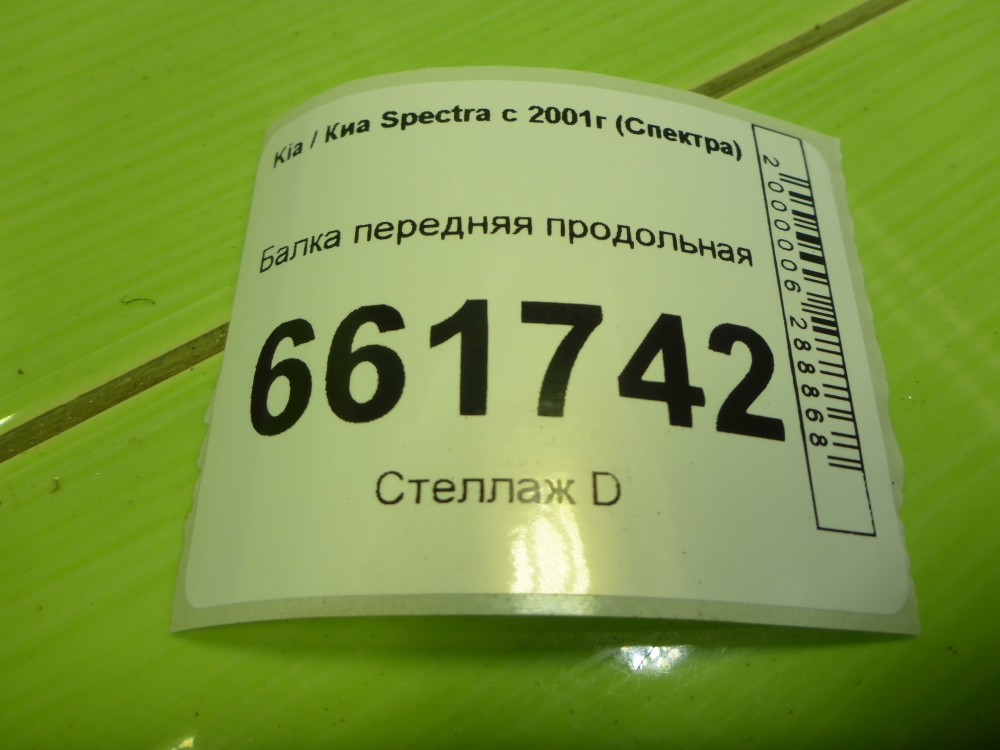 Kia / Киа Spectra с 2001г (Спектра)
Балка передняя продольная
661742
Стеллаж D
2000006288868